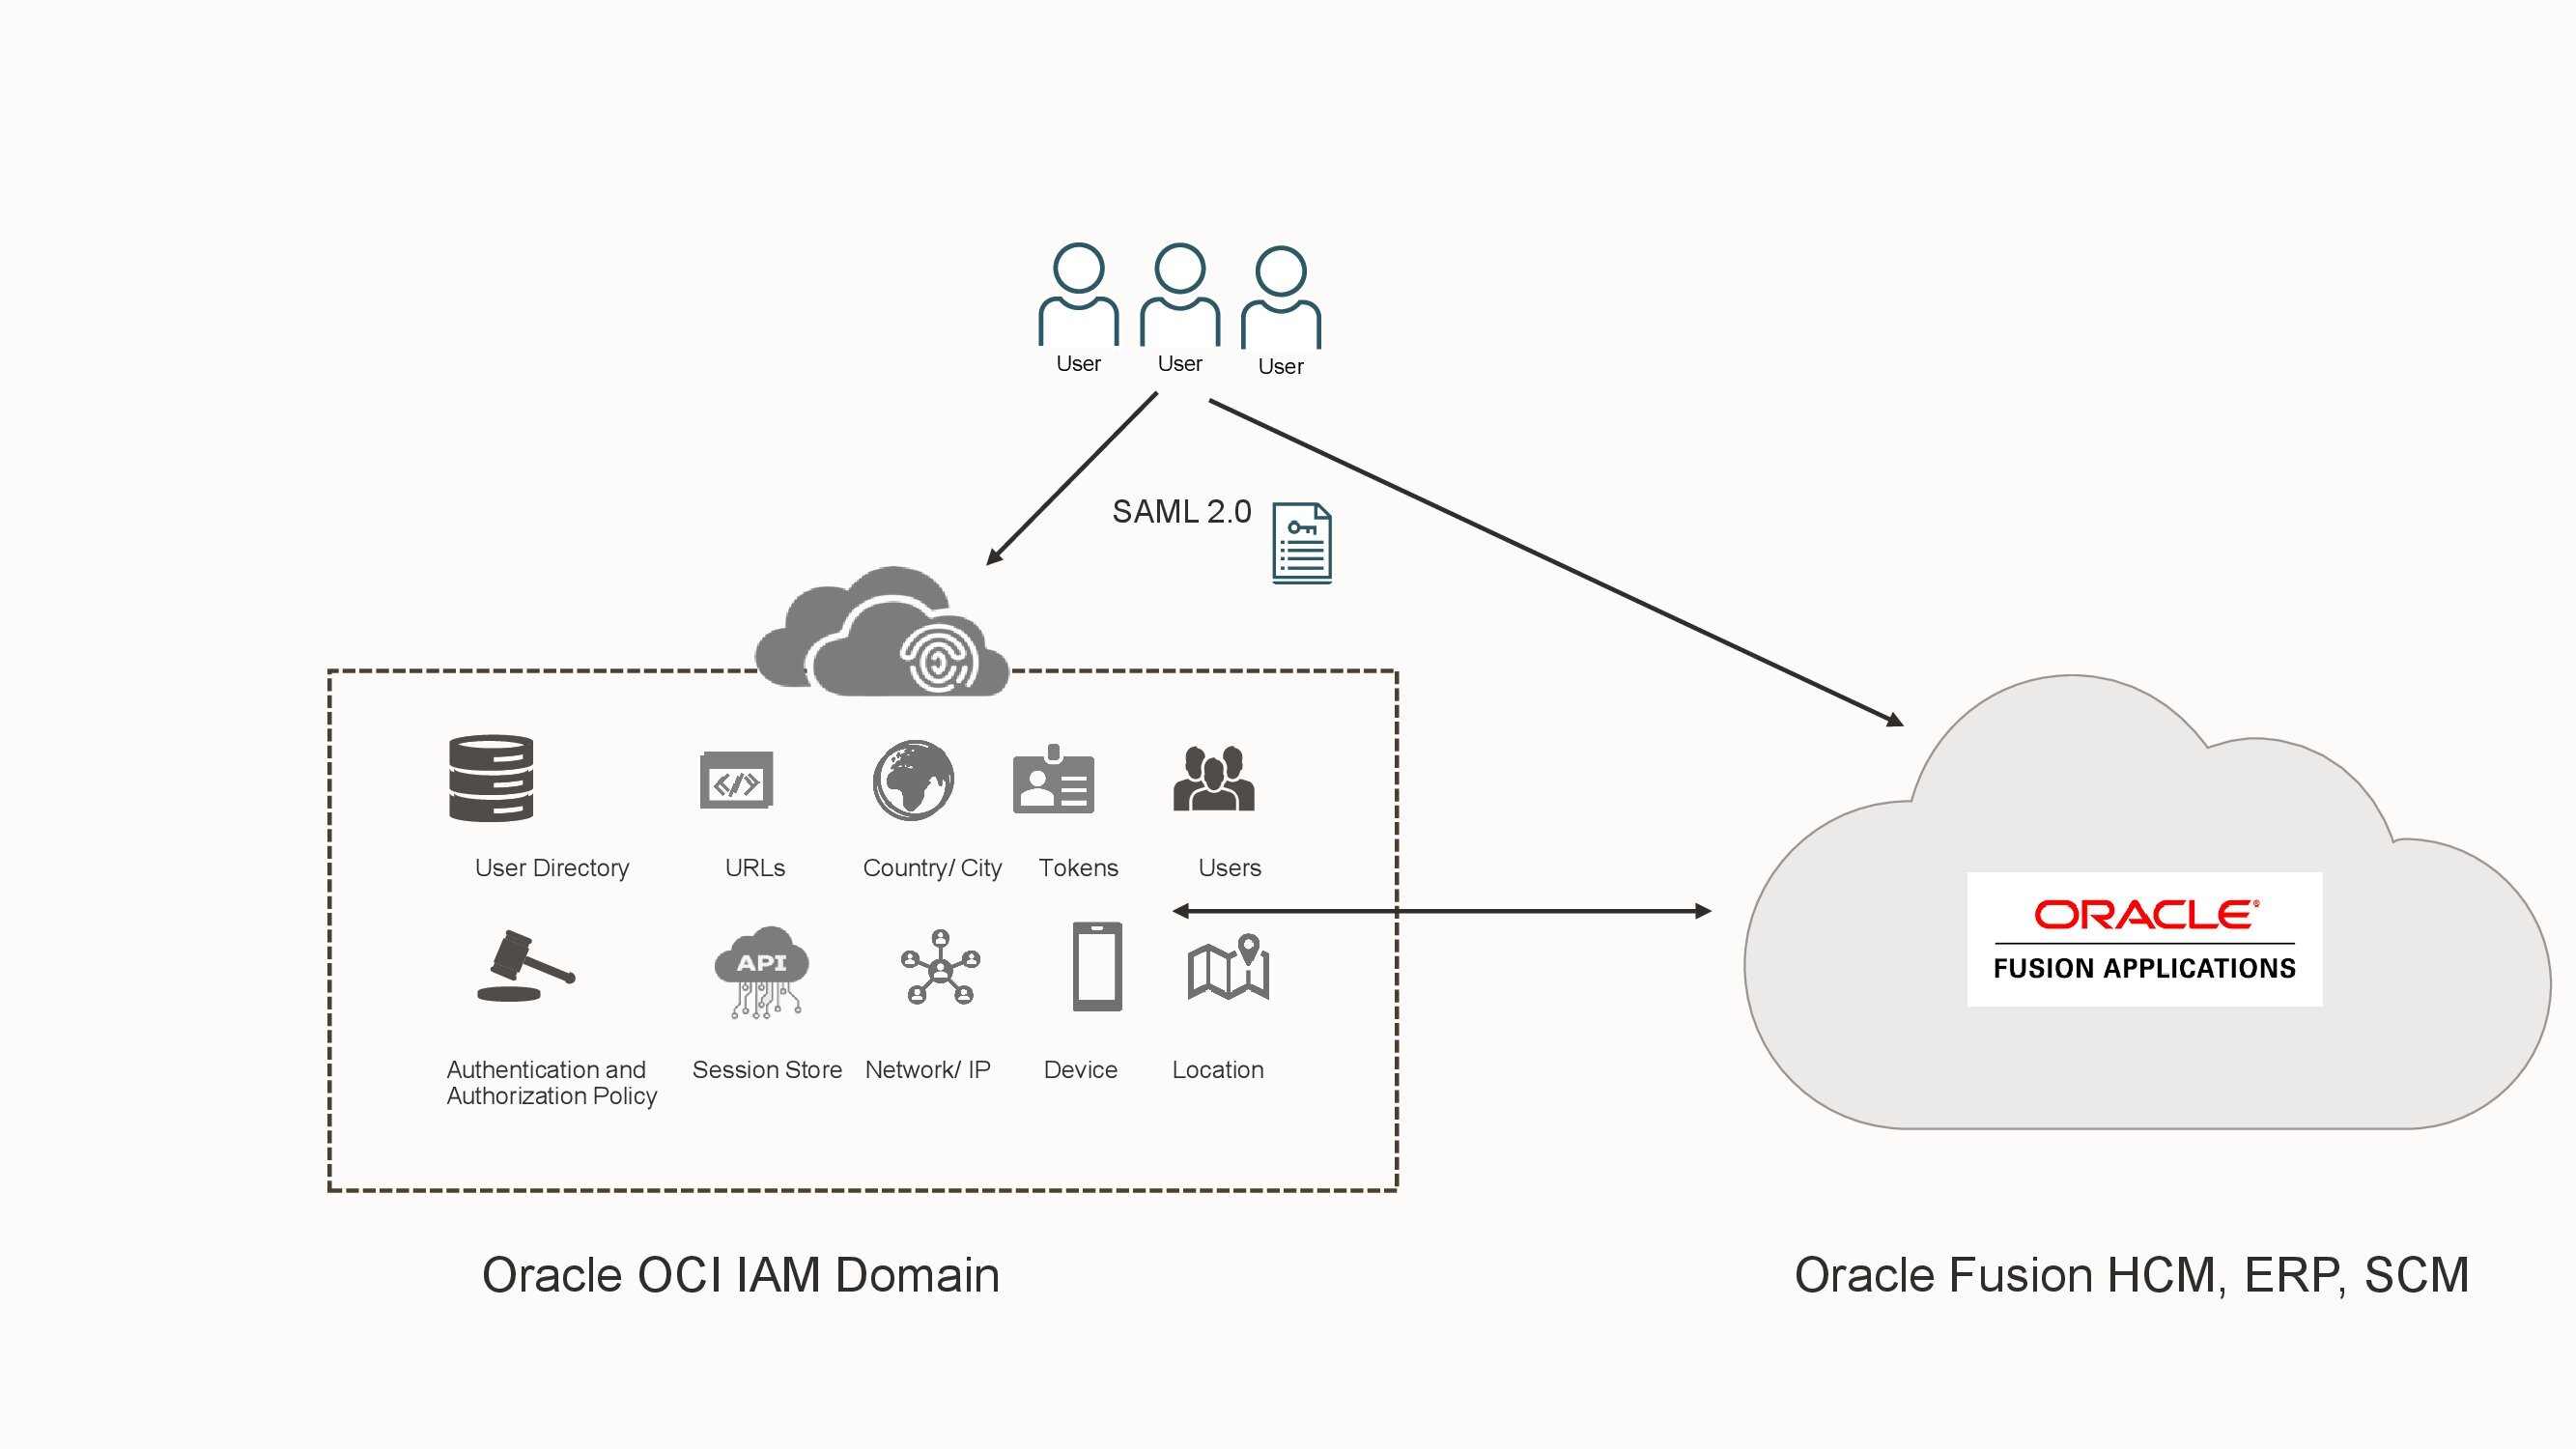 User
User
User
SAML 2.0
User Directory
URLs
Country/ City
Tokens
Users
ORACLE®
FUSION APPLICATIONS
API
Authentication and
Authorization Policy
Session Store
Network/ IP
Device
Location
Oracle OCI IAM Domain
Oracle Fusion HCM, ERP, SCM